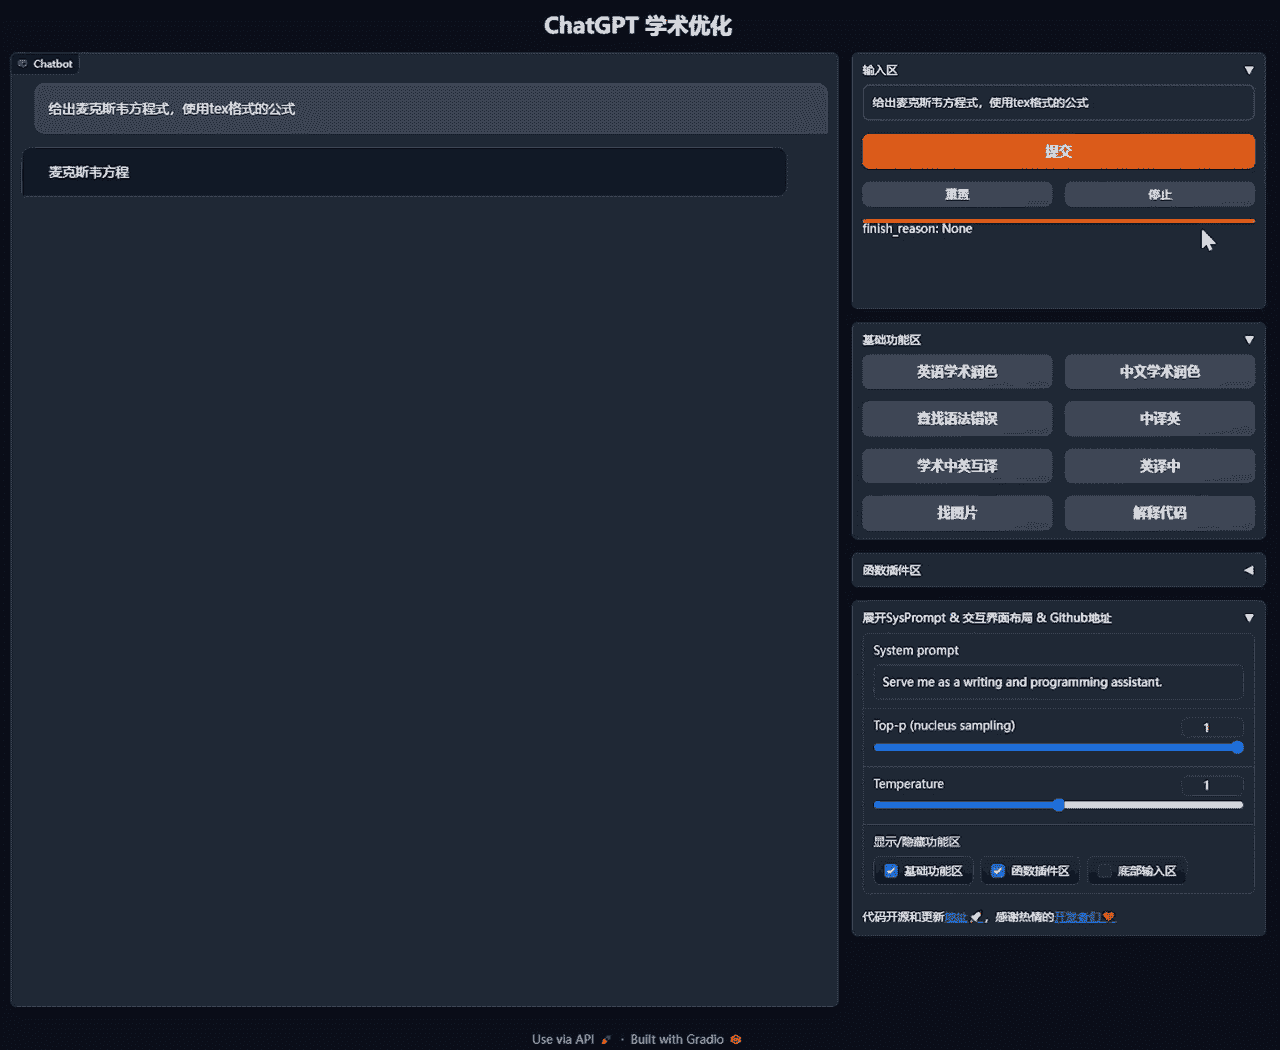 ChatGPT 学术优化
Chatbot
给出麦克斯韦方程式，使用tex格式的公式
麦克斯韦方程
输入区 ▼
给出麦克斯韦方程式，使用tex格式的公式
提交
重置 停止
finish_reason: None
基础功能区 ▼
英语学术润色 中文学术润色
查找语法错误 中译英
学术中英互译 英译中
找图片 解释代码
函数插件区 ◀
展开SysPrompt & 交互界面布局 & Github地址 ▼
System prompt
Serve me as a writing and programming assistant.
Top-p (nucleus sampling) 1
Temperature 1
显示/隐藏功能区
基础功能区 函数插件区 底部输入区
代码开源和更新地址🚀，感谢热情的开发者们❤️
Use via API · Built with Gradio